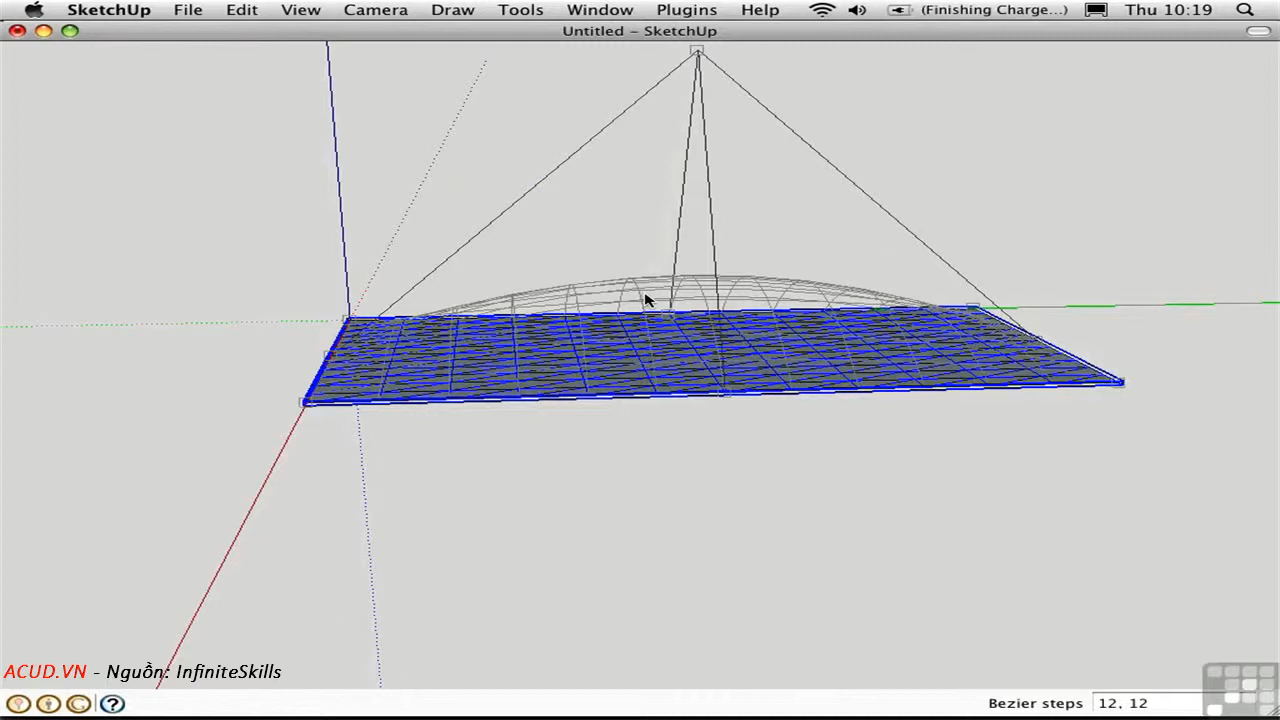 SketchUp File Edit View Camera Draw Tools Window Plugins Help (Finishing Charge...) Thu 10:19
Untitled – SketchUp
ACUD.VN - Nguồn: InfiniteSkills
Bezier steps 12, 12